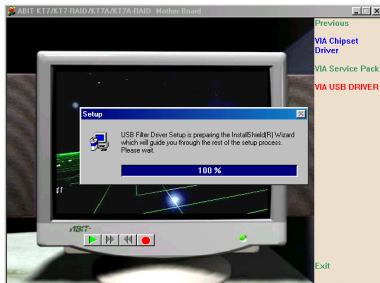 ABIT KT7/KT7-RAID/KT7A/KT7A-RAID Mother Board
Previous
VIA Chipset
Driver
VIA Service Pack
VIA USB DRIVER
Setup
USB Filter Driver Setup is preparing the InstallShield(R) Wizard
which will guide you through the rest of the setup process.
Please wait.
100 %
ABIT
Exit